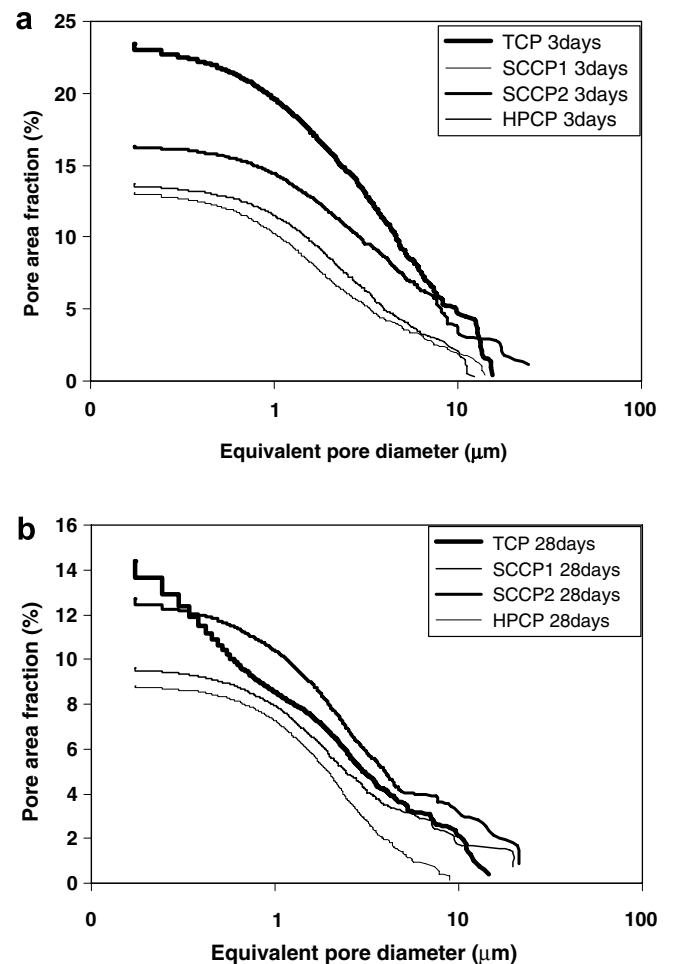 a
25
20
15
10
5
0
Pore area fraction (%)
TCP 3days
SCCP1 3days
SCCP2 3days
HPCP 3days
0 1 10 100
Equivalent pore diameter (μm)
b
16
14
12
10
8
6
4
2
0
Pore area fraction (%)
TCP 28days
SCCP1 28days
SCCP2 28days
HPCP 28days
0 1 10 100
Equivalent pore diameter (μm)